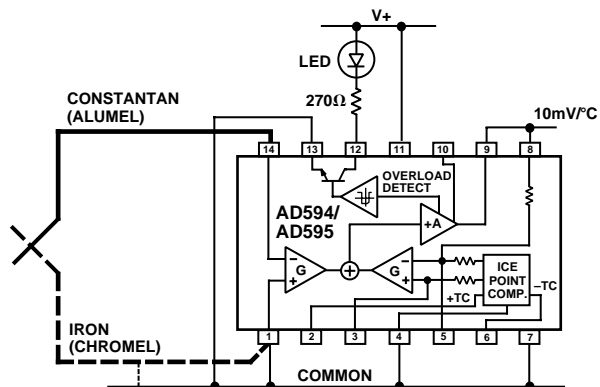 V+
LED
270Ω
CONSTANTAN
(ALUMEL)
10mV/°C
14 13 12 11 10 9 8
OVERLOAD
DETECT
AD594/
AD595
+A
– G +
– G +
ICE
POINT
COMP.
+TC
–TC
1 2 3 4 5 6 7
IRON
(CHROMEL)
COMMON